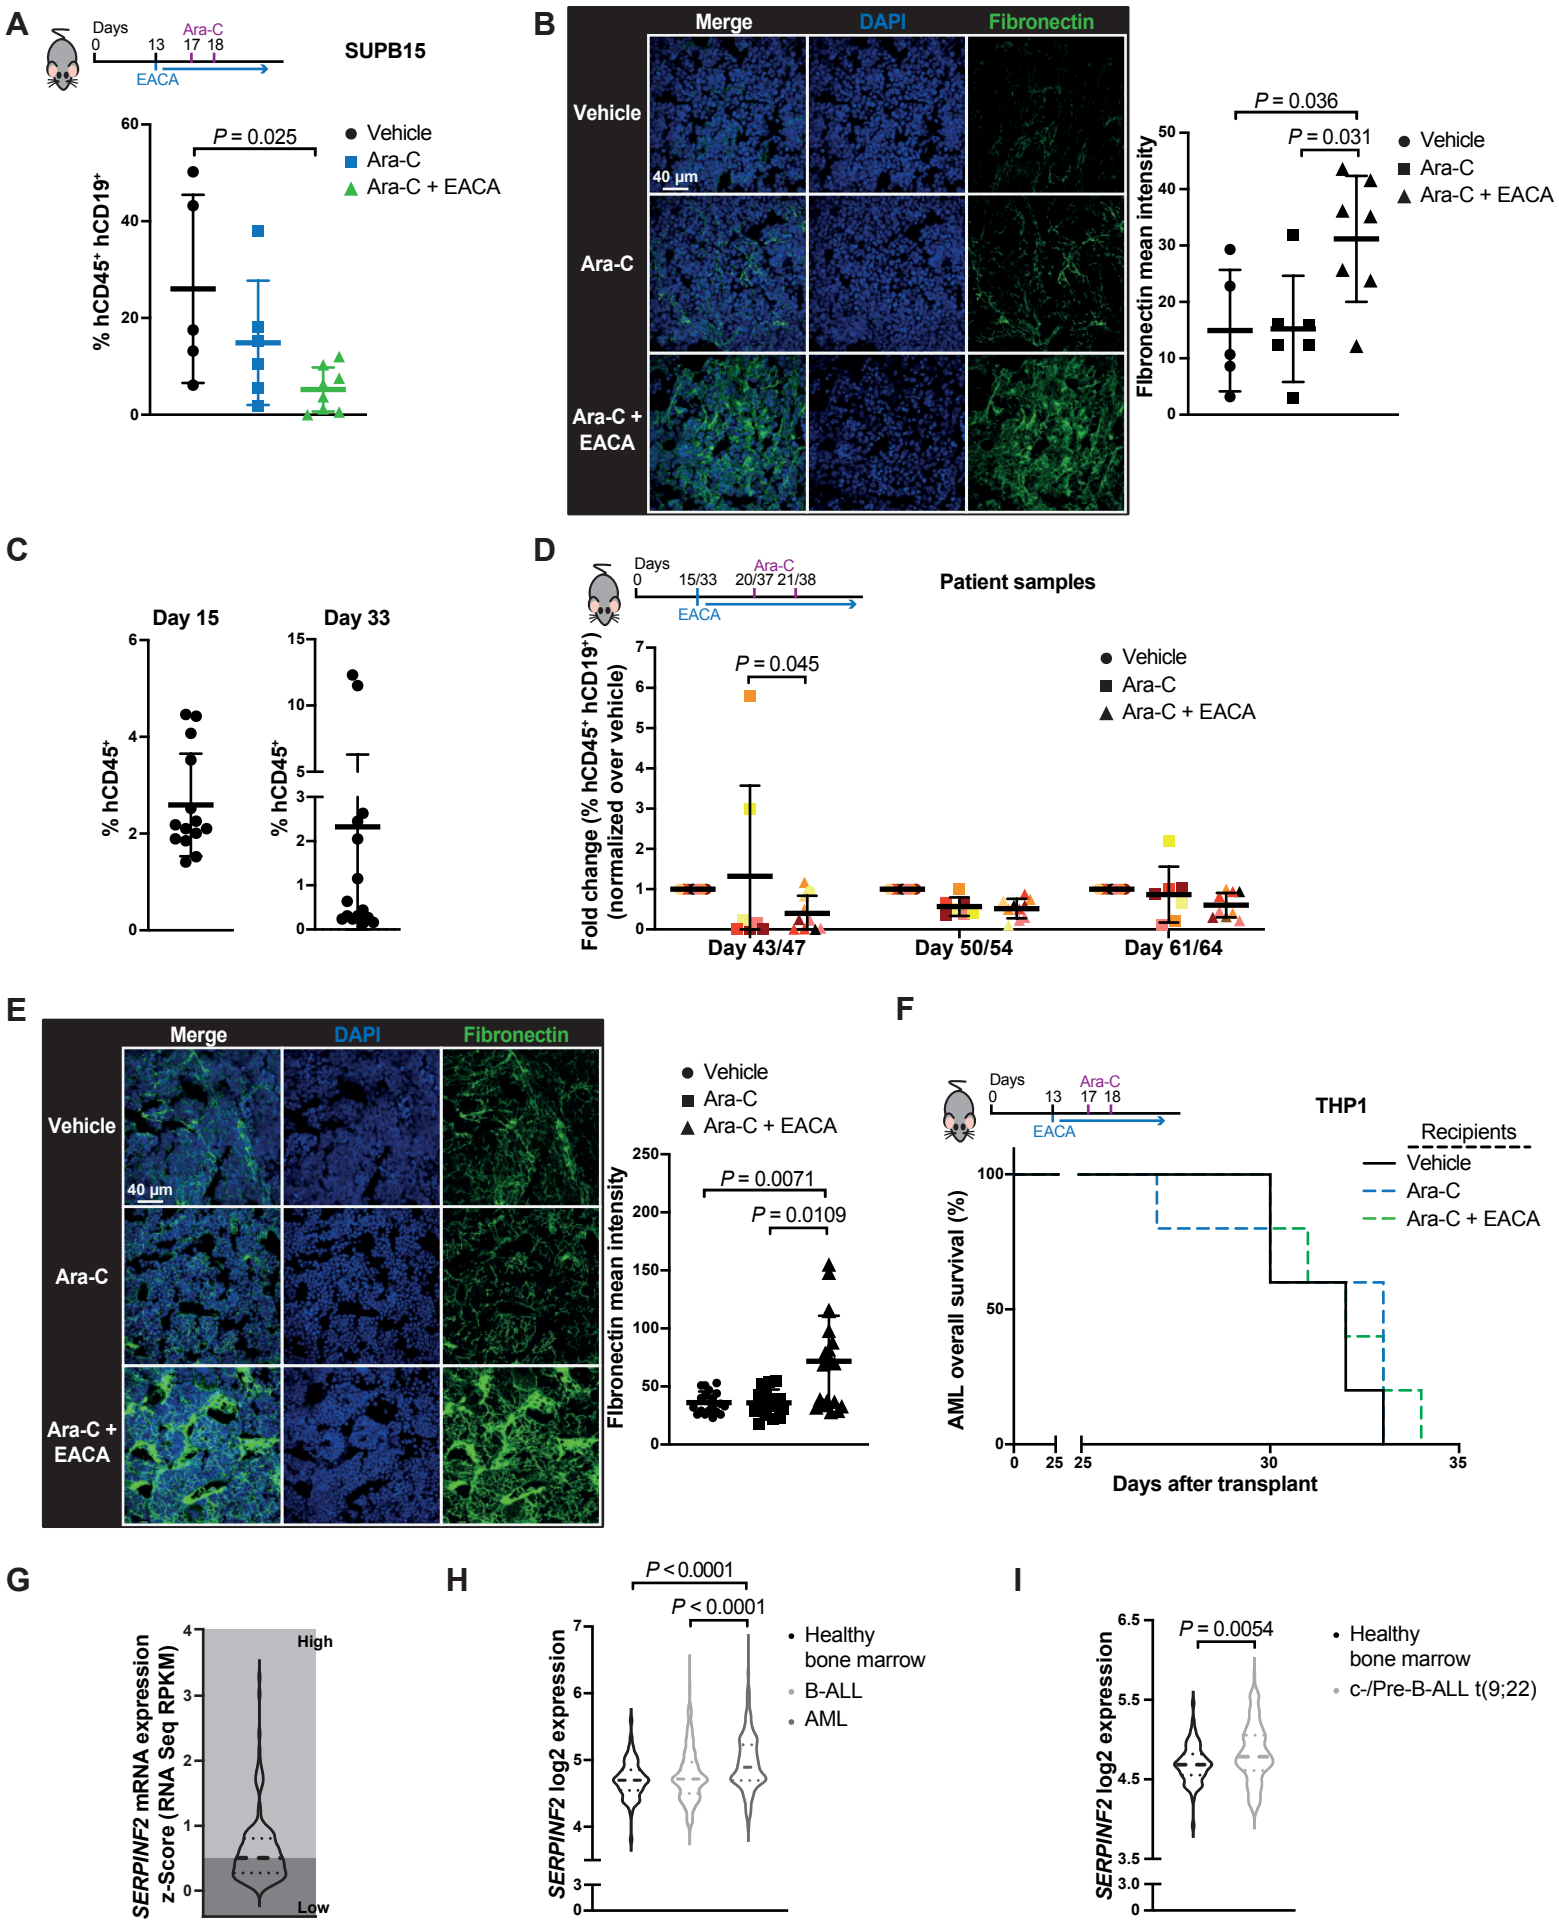 A
Days
Ara-C
0 13 17 18
EACA
SUPB15
60
40
20
0
% hCD45+ hCD19+
P = 0.025
Vehicle
Ara-C
Ara-C + EACA
B
Merge DAPI Fibronectin
Vehicle
40 µm
Ara-C
Ara-C +
EACA
FIbronectin mean intensity
50
40
30
20
10
0
P = 0.036
P = 0.031
Vehicle
Ara-C
Ara-C + EACA
C
Day 15
% hCD45+
6
4
2
0
Day 33
% hCD45+
15
10
5
3
2
1
0
D
Days
Ara-C
0 15/33 20/37 21/38
EACA
Patient samples
Fold change (% hCD45+ hCD19+)
(normalized over vehicle)
7
6
5
4
3
2
1
0
P = 0.045
Vehicle
Ara-C
Ara-C + EACA
Day 43/47 Day 50/54 Day 61/64
E
Merge DAPI Fibronectin
Vehicle
40 µm
Ara-C
Ara-C +
EACA
Vehicle
Ara-C
Ara-C + EACA
FIbronectin mean intensity
250
200
150
100
50
0
P = 0.0071
P = 0.0109
F
Days
Ara-C
0 13 17 18
EACA
THP1
Recipients
Vehicle
Ara-C
Ara-C + EACA
AML overall survival (%)
100
50
0
0 25 25 30 35
Days after transplant
G
SERPINF2 mRNA expression
z-Score (RNA Seq RPKM)
4
3
2
1
0
High
Low
H
P < 0.0001
P < 0.0001
SERPINF2 log2 expression
7
6
5
4
3
0
Healthy
bone marrow
B-ALL
AML
I
SERPINF2 log2 expression
6.5
5.5
4.5
3.5
3.0
0
P = 0.0054
Healthy
bone marrow
c-/Pre-B-ALL t(9;22)